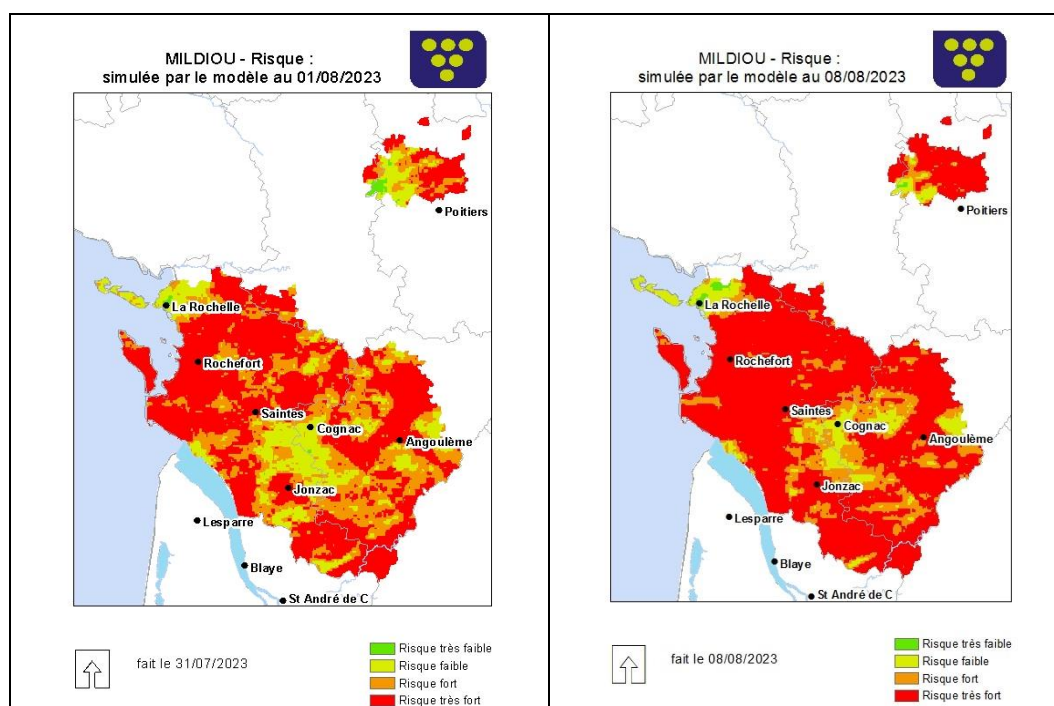 MILDIOU - Risque :
simulée par le modèle au 01/08/2023
Poitiers
La Rochelle
Rochefort
Saintes
Cognac
Angoulême
Jonzac
Lesparre
Blaye
St André de C
fait le 31/07/2023
Risque très faible
Risque faible
Risque fort
Risque très fort
MILDIOU - Risque :
simulée par le modèle au 08/08/2023
Poitiers
La Rochelle
Rochefort
Saintes
Cognac
Angoulême
Jonzac
Lesparre
Blaye
St André de C
fait le 08/08/2023
Risque très faible
Risque faible
Risque fort
Risque très fort